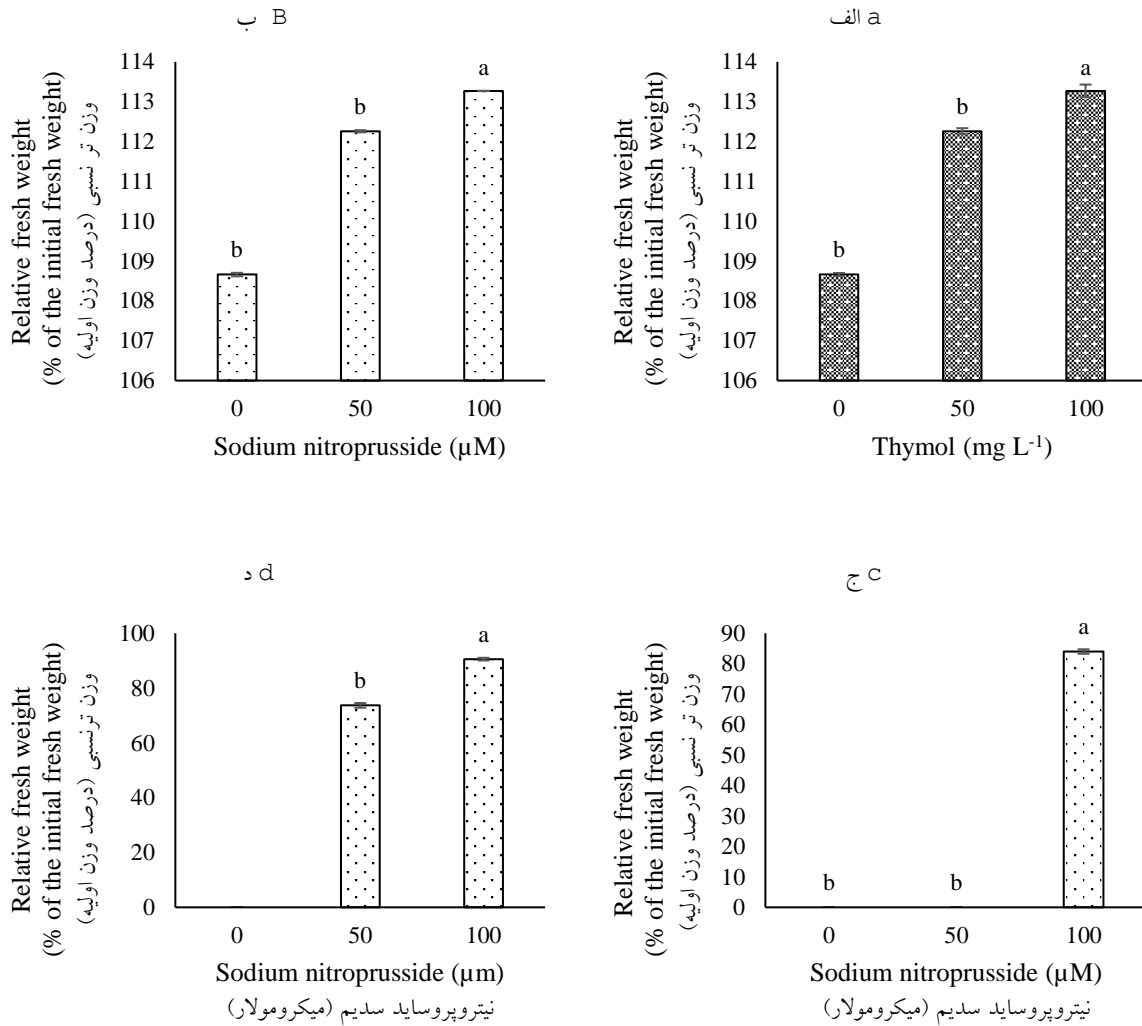 ب B
Relative fresh weight
(% of the initial fresh weight)
وزن تر نسبی (درصد وزن اولیه)
114
113
112
111
110
109
108
107
106
b
b
a
0 50 100
Sodium nitroprusside (µM)
الف a
Relative fresh weight
(% of the initial fresh weight)
وزن تر نسبی (درصد وزن اولیه)
114
113
112
111
110
109
108
107
106
b
b
a
0 50 100
Thymol (mg L-1)
د d
Relative fresh weight
(% of the initial fresh weight)
وزن ترنسبی (درصد وزن اولیه)
100
80
60
40
20
0
b
a
0 50 100
Sodium nitroprusside (µm)
نیتروپروساید سدیم (میکرومولار)
ج c
Relative fresh weight
(% of the initial fresh weight)
وزن تر نسبی (درصد وزن اولیه)
90
80
70
60
50
40
30
20
10
0
b
b
a
0 50 100
Sodium nitroprusside (µM)
نیتروپروساید سدیم (میکرومولار)